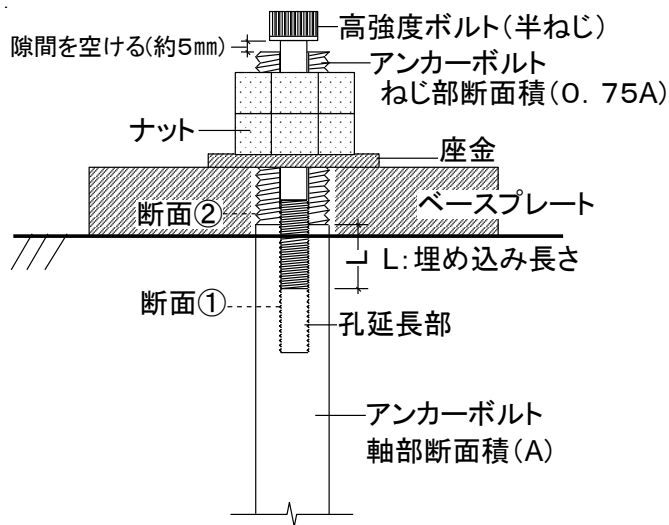 高強度ボルト(半ねじ)
隙間を空ける(約5㎜)
アンカーボルト
ねじ部断面積(0. 75A)
ナット
座金
ベースプレート
断面②
L
L:埋め込み長さ
断面①
孔延長部
アンカーボルト
軸部断面積(A)